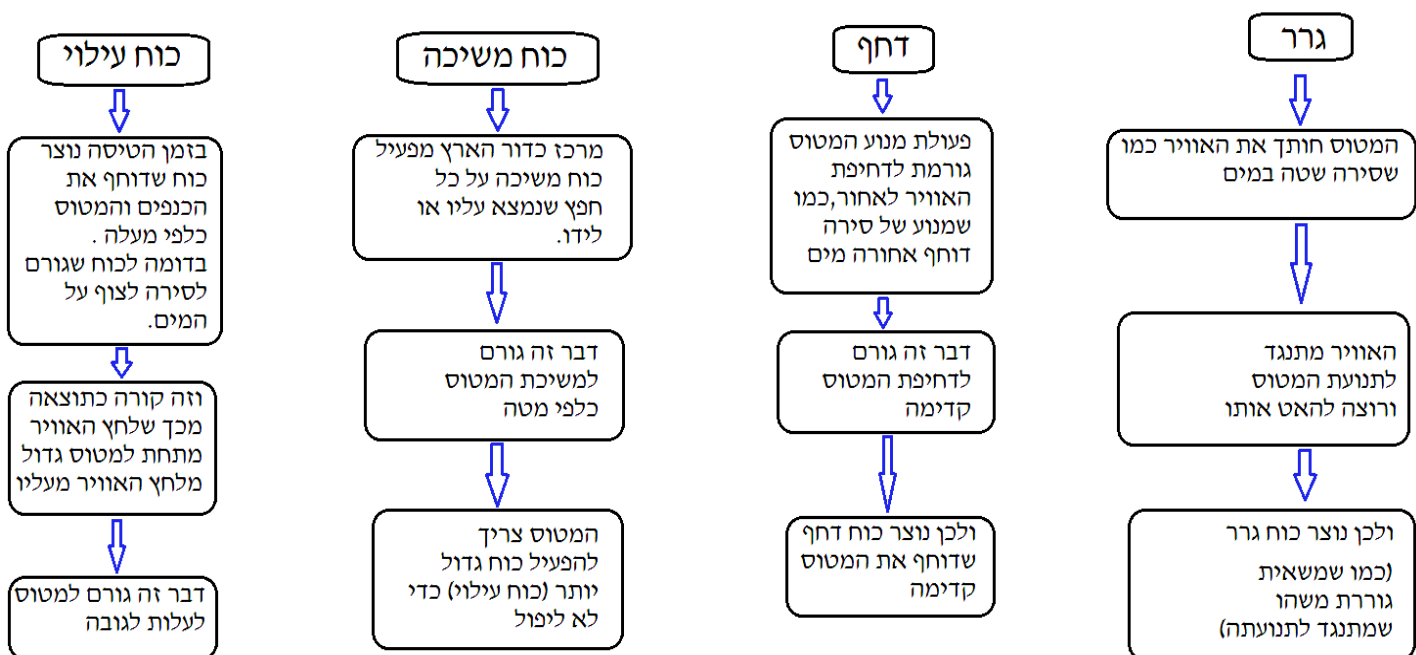 גרר
המטוס חותך את האוויר כמו
שסירה שטה במים
האוויר מתנגד
לתנועת המטוס
ורוצה להאט אותו
ולכן נוצר כוח גרר
(כמו שמשאית
גוררת משהו
שמתנגד לתנועתה)
דחף
פעולת מנוע המטוס
גורמת לדחיפת
האוויר לאחור,כמו
שמנוע של סירה
דוחף אחורה מים
דבר זה גורם
לדחיפת המטוס
קדימה
ולכן נוצר כוח דחף
שדוחף את המטוס
קדימה
כוח משיכה
מרכז כדור הארץ מפעיל
כוח משיכה על כל
חפץ שנמצא עליו או
לידו.
דבר זה גורם
למשיכת המטוס
כלפי מטה
המטוס צריך
להפעיל כוח גדול
יותר (כוח עילוי) כדי
לא ליפול
כוח עילוי
בזמן הטיסה נוצר
כוח שדוחף את
הכנפים והמטוס
כלפי מעלה .
בדומה לכוח שגורם
לסירה לצוף על
המים.
וזה קורה כתוצאה
מכך שלחץ האוויר
מתחת למטוס גדול
מלחץ האוויר מעליו
דבר זה גורם למטוס
לעלות לגובה